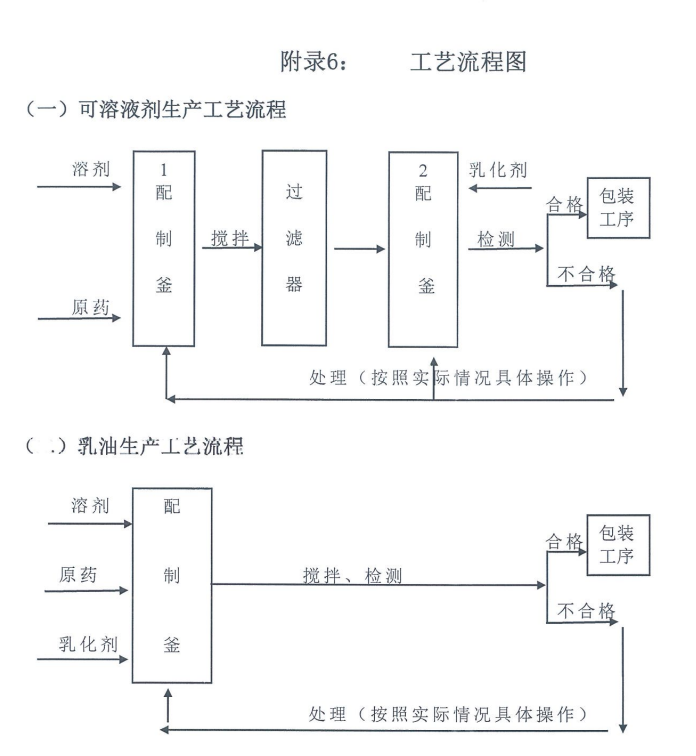 附录6： 工艺流程图
（一）可溶液剂生产工艺流程
溶剂
原药
1
配
制
釜
搅拌
过
滤
器
2
配
制
釜
乳化剂
检测
合格
包装
工序
不合格
处理（按照实际情况具体操作）
乳油生产工艺流程
溶剂
原药
乳化剂
配
制
釜
搅拌、检测
合格
包装
工序
不合格
处理（按照实际情况具体操作）